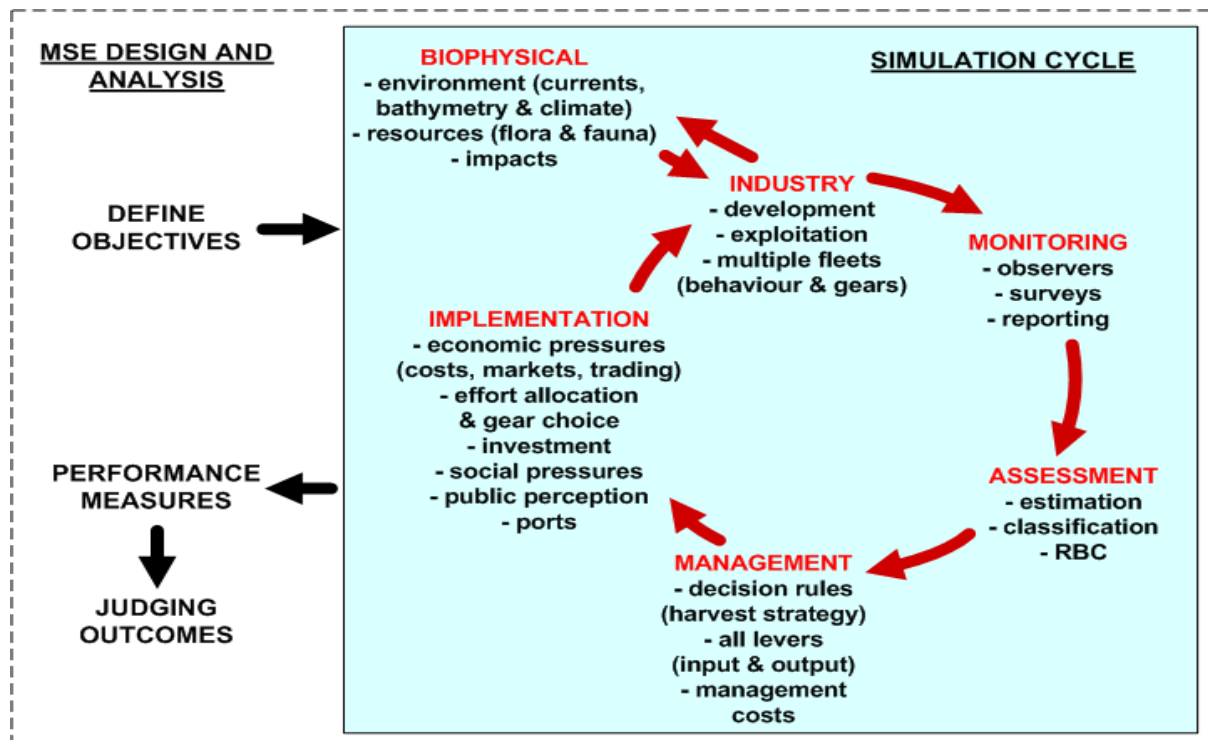 MSE DESIGN AND
ANALYSIS
DEFINE
OBJECTIVES
PERFORMANCE
MEASURES
JUDGING
OUTCOMES
SIMULATION CYCLE
BIOPHYSICAL
- environment (currents,
bathymetry & climate)
- resources (flora & fauna)
- impacts
INDUSTRY
- development
- exploitation
- multiple fleets
(behaviour & gears)
MONITORING
- observers
- surveys
- reporting
ASSESSMENT
- estimation
- classification
- RBC
MANAGEMENT
- decision rules
(harvest strategy)
- all levers
(input & output)
- management
costs
IMPLEMENTATION
- economic pressures
(costs, markets, trading)
- effort allocation
& gear choice
- investment
- social pressures
- public perception
- ports